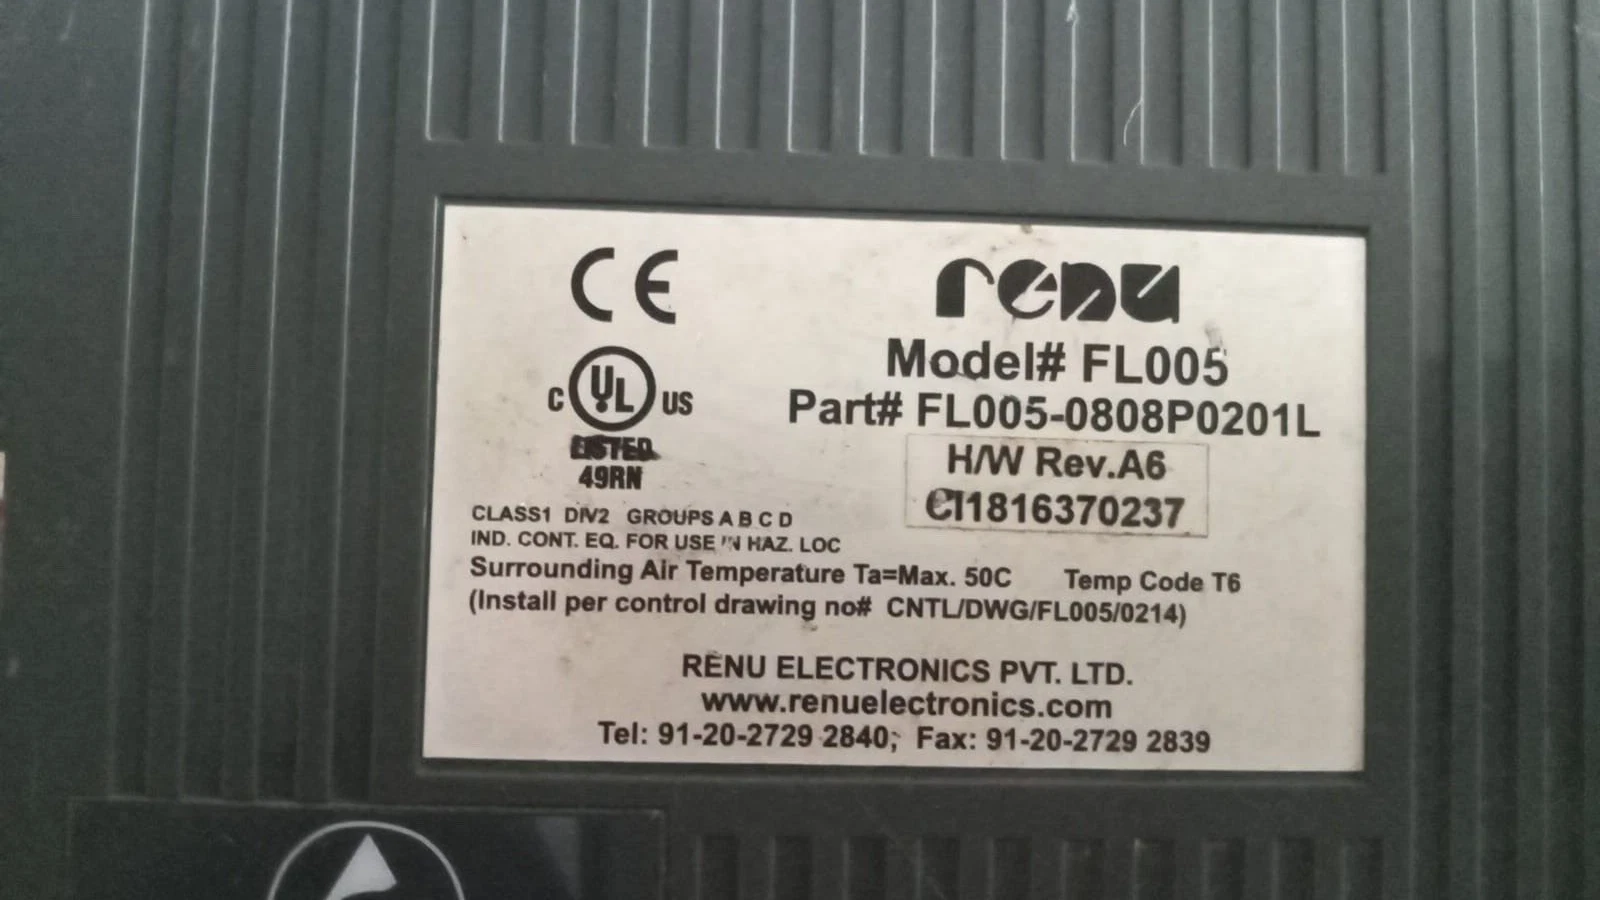 CE
renu
Model# FL005
Part# FL005-0808P0201L
H/W Rev.A6
CI1816370237
C UL US
LISTED
49RN
CLASS1 DIV2 GROUPS A B C D
IND. CONT. EQ. FOR USE IN HAZ. LOC
Surrounding Air Temperature Ta=Max. 50C Temp Code T6
(Install per control drawing no# CNTL/DWG/FL005/0214)
RENU ELECTRONICS PVT. LTD.
www.renuelectronics.com
Tel: 91-20-2729 2840; Fax: 91-20-2729 2839